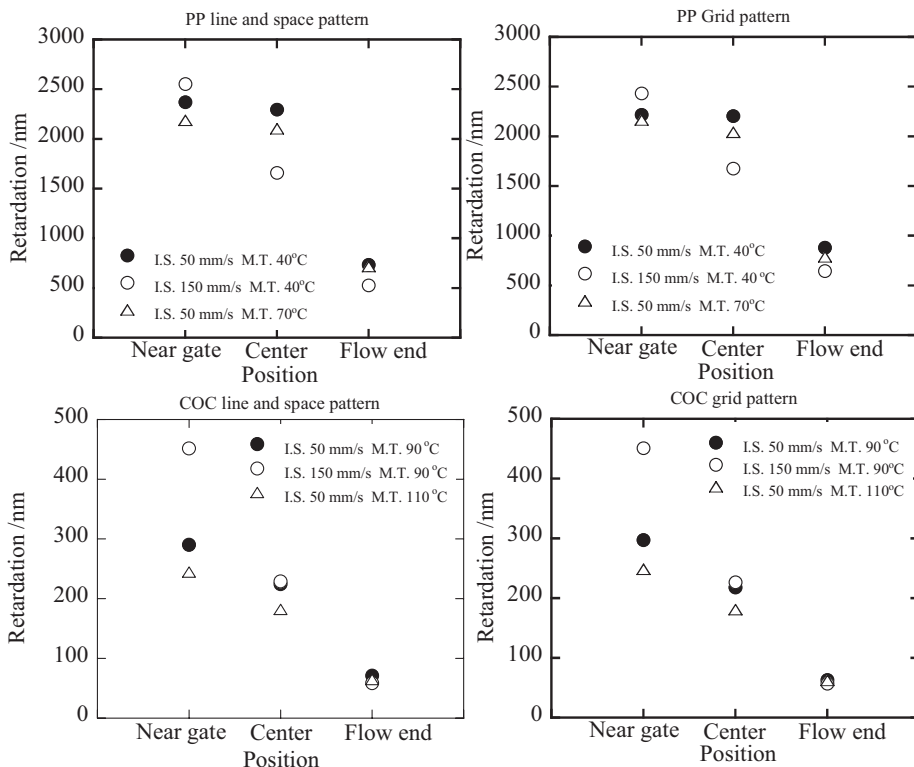 PP line and space pattern
3000
2500
2000
1500
1000
500
0
Retardation /nm
I.S. 50 mm/s M.T. 40°C
I.S. 150 mm/s M.T. 40°C
I.S. 50 mm/s M.T. 70°C
Near gate Center Flow end
Position
PP Grid pattern
3000
2500
2000
1500
1000
500
0
Retardation /nm
I.S. 50 mm/s M.T. 40°C
I.S. 150 mm/s M.T. 40°C
I.S. 50 mm/s M.T. 70°C
Near gate Center Flow end
Position
COC line and space pattern
500
400
300
200
100
0
Retardation /nm
I.S. 50 mm/s M.T. 90°C
I.S. 150 mm/s M.T. 90°C
I.S. 50 mm/s M.T. 110°C
Near gate Center Flow end
Position
COC grid pattern
500
400
300
200
100
0
Retardation /nm
I.S. 50 mm/s M.T. 90°C
I.S. 150 mm/s M.T. 90ºC
I.S. 50 mm/s M.T. 110ºC
Near gate Center Flow end
Position